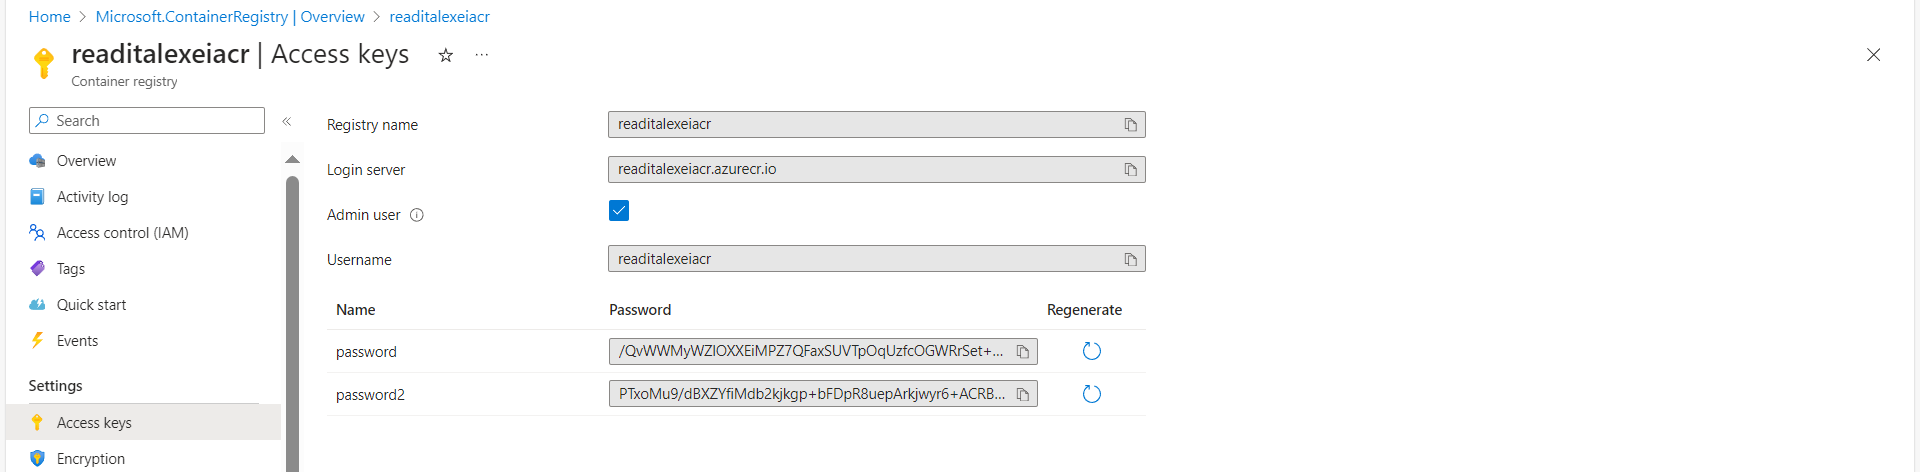 Home > Microsoft.ContainerRegistry | Overview > readitalexeiacr
readitalexeiacr | Access keys ☆ ...
Container registry
Search «
Overview
Activity log
Access control (IAM)
Tags
Quick start
Events
Settings
Access keys
Encryption
Registry name readitalexeiacr
Login server readitalexeiacr.azurecr.io
Admin user
Username readitalexeiacr
Name Password Regenerate
password /QvWWMyWZIOXXEiMPZ7QFaxSUVTpOqUzfcOGWRrSet+...
password2 PTxoMu9/dBXZYfiMdb2kjkgp+bFDpR8uepArkjwyr6+ACRB...